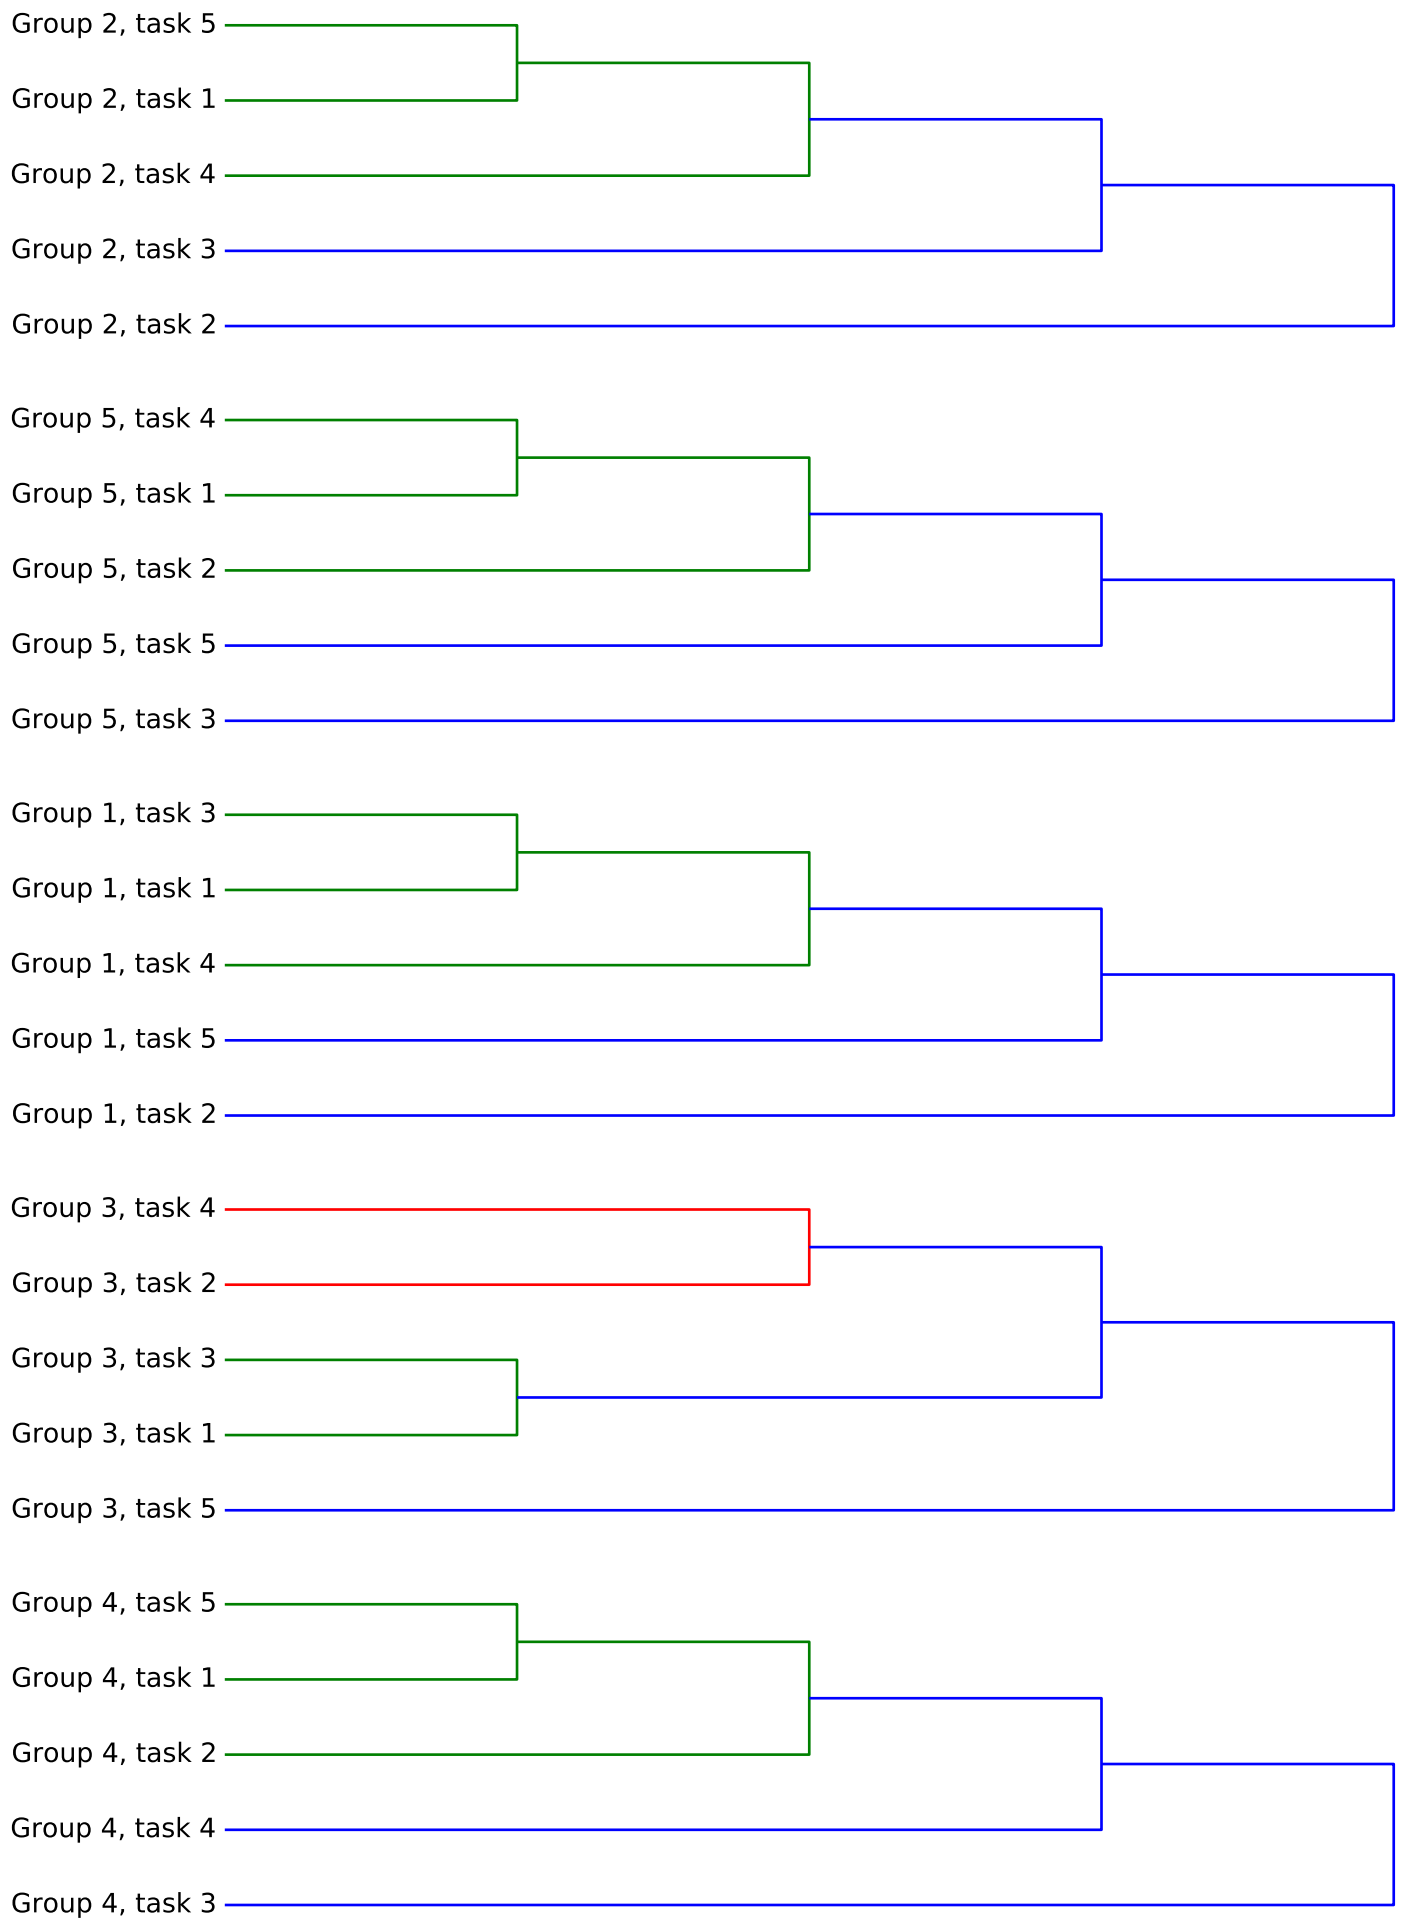 Group 2, task 5
Group 2, task 1
Group 2, task 4
Group 2, task 3
Group 2, task 2
Group 5, task 4
Group 5, task 1
Group 5, task 2
Group 5, task 5
Group 5, task 3
Group 1, task 3
Group 1, task 1
Group 1, task 4
Group 1, task 5
Group 1, task 2
Group 3, task 4
Group 3, task 2
Group 3, task 3
Group 3, task 1
Group 3, task 5
Group 4, task 5
Group 4, task 1
Group 4, task 2
Group 4, task 4
Group 4, task 3